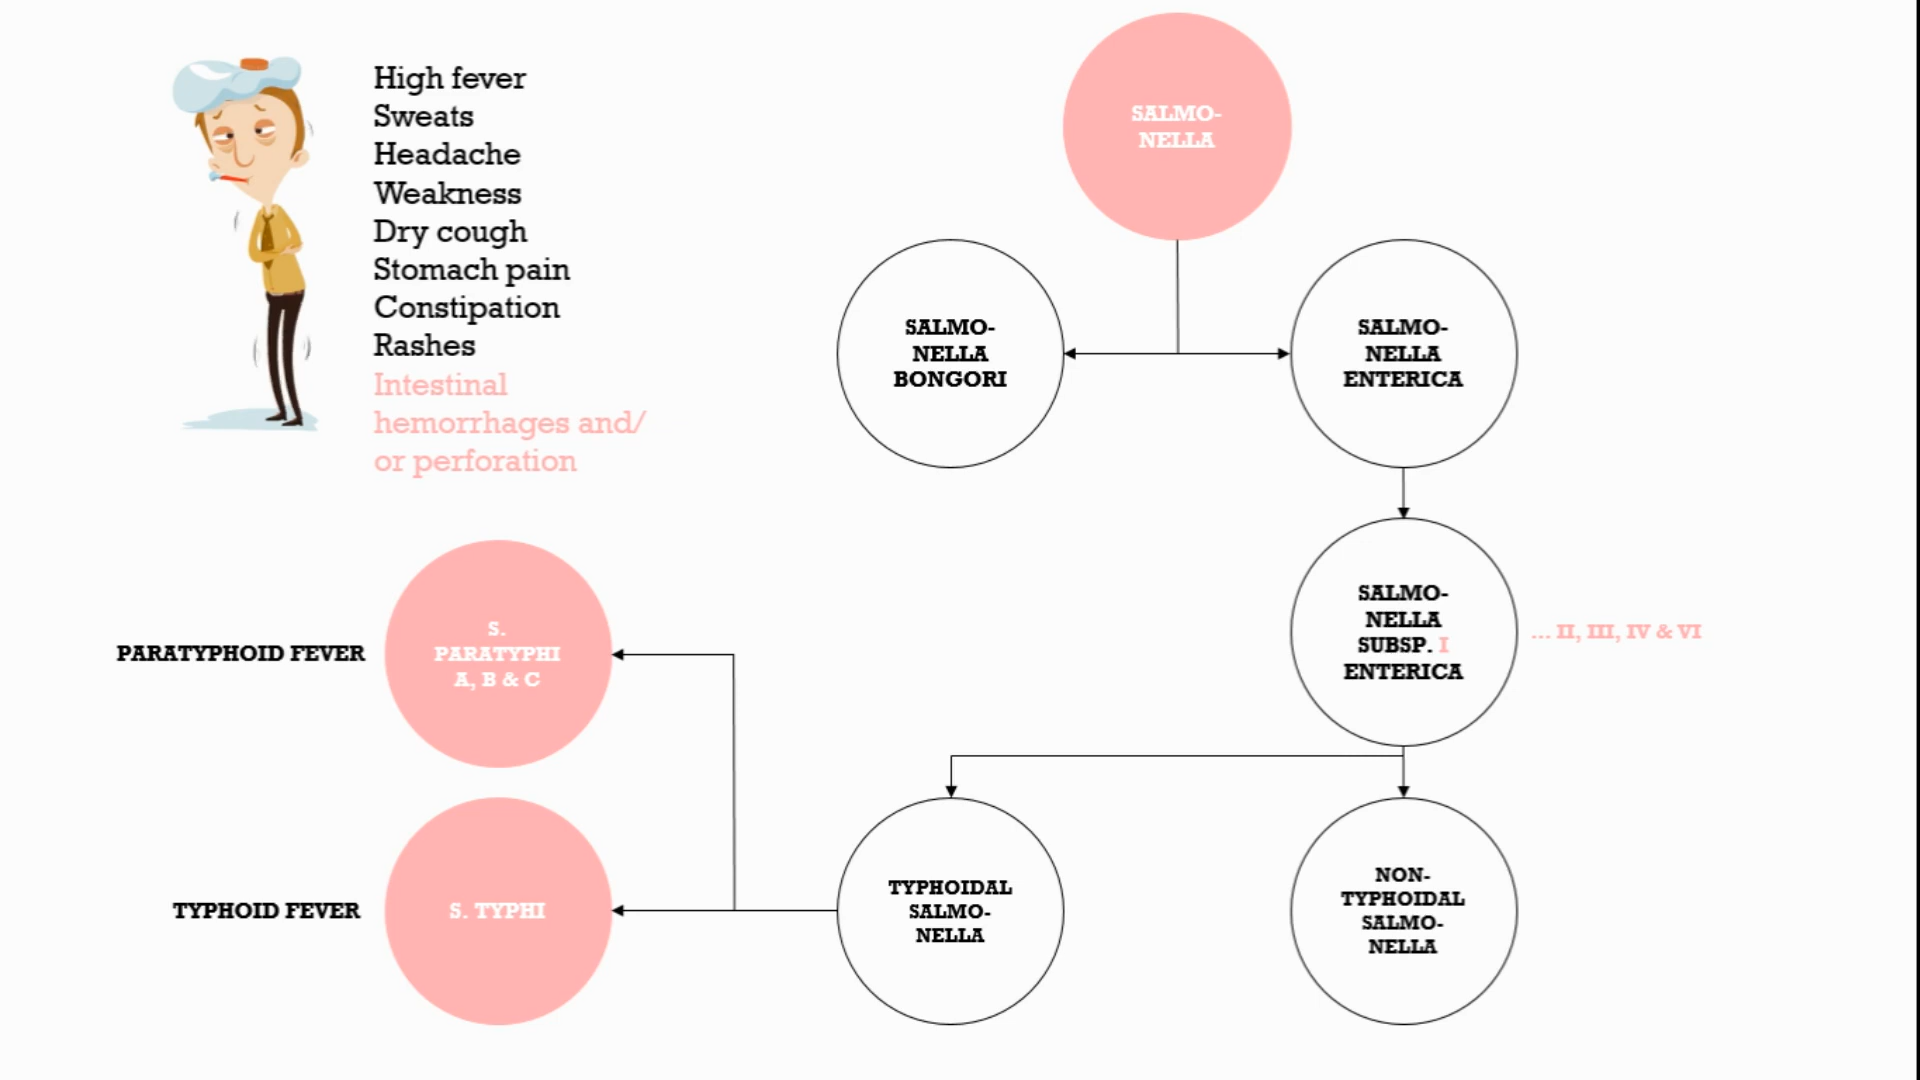 High fever
Sweats
Headache
Weakness
Dry cough
Stomach pain
Constipation
Rashes
Intestinal
hemorrhages and/
or perforation
SALMO-
NELLA
SALMO-
NELLA
BONGORI
SALMO-
NELLA
ENTERICA
SALMO-
NELLA
SUBSP. I
ENTERICA
... II, III, IV & VI
PARATYPHOID FEVER
S.
PARATYPHI
A, B & C
TYPHOID FEVER
S. TYPHI
TYPHOIDAL
SALMO-
NELLA
NON-
TYPHOIDAL
SALMO-
NELLA